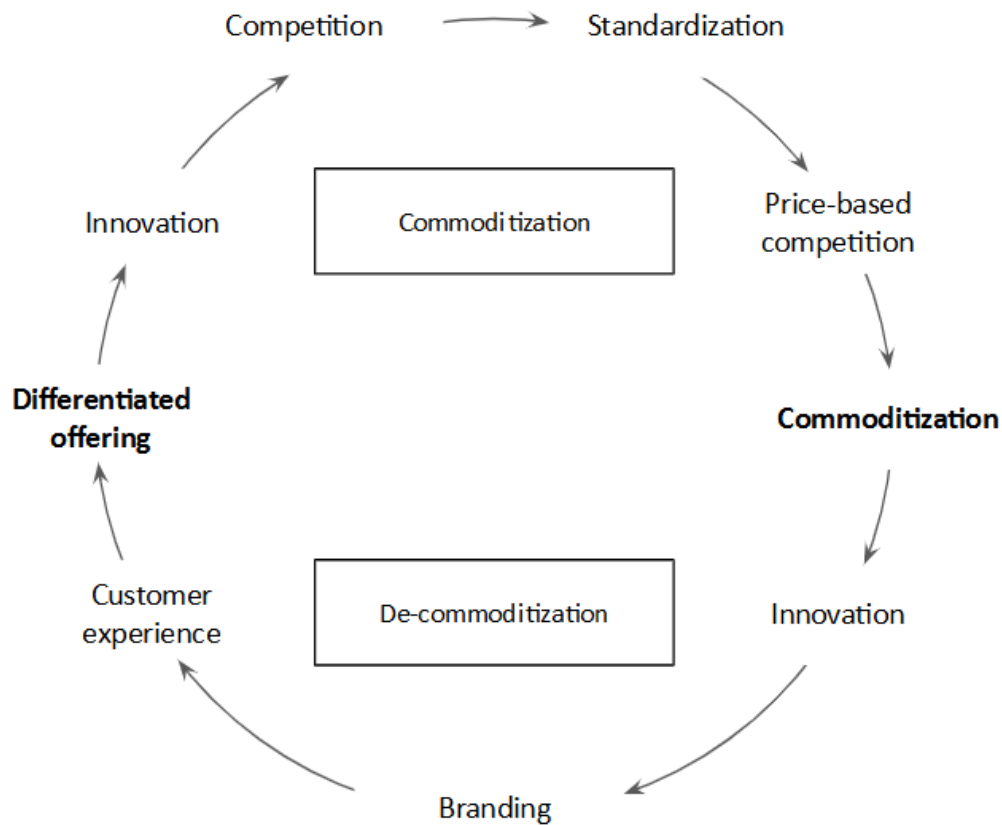 Competition
Standardization
Innovation
Commoditization
Price-based
competition
Differentiated
offering
Commoditization
Customer
experience
De-commoditization
Innovation
Branding